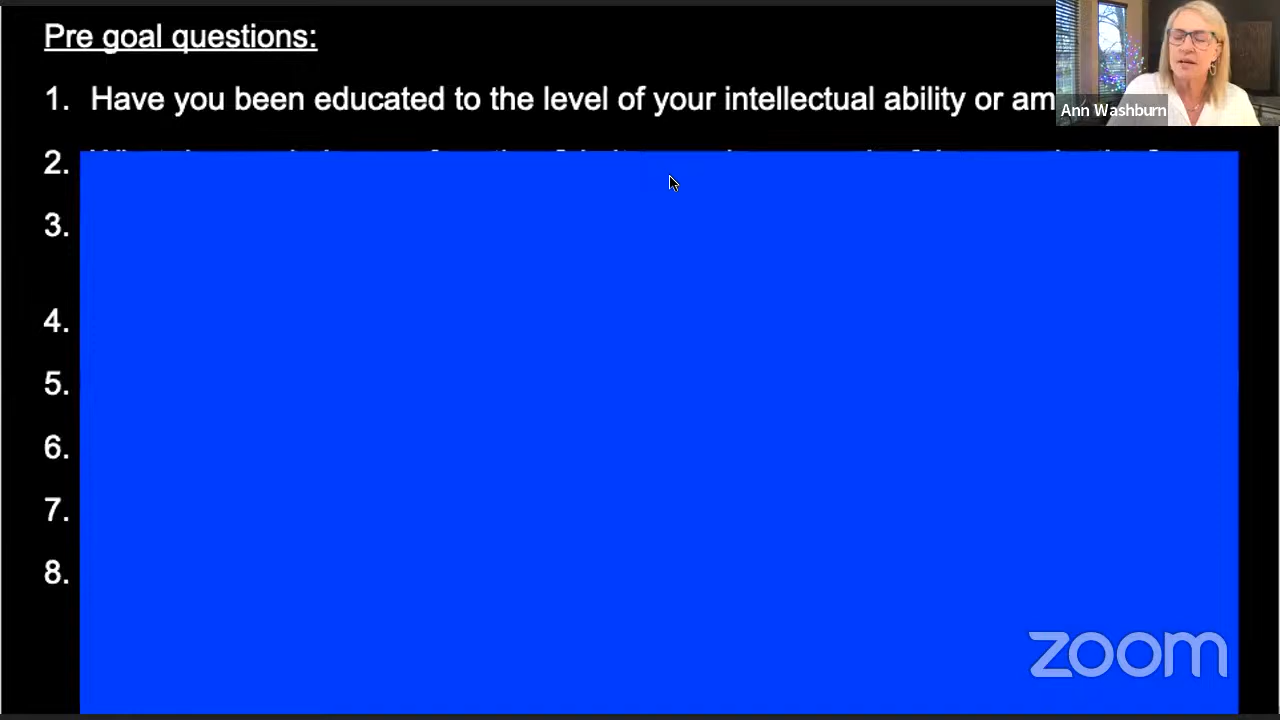 Pre goal questions:
1. Have you been educated to the level of your intellectual ability or am
Ann Washburn
2.
3.
4.
5.
6.
7.
8.
zoom